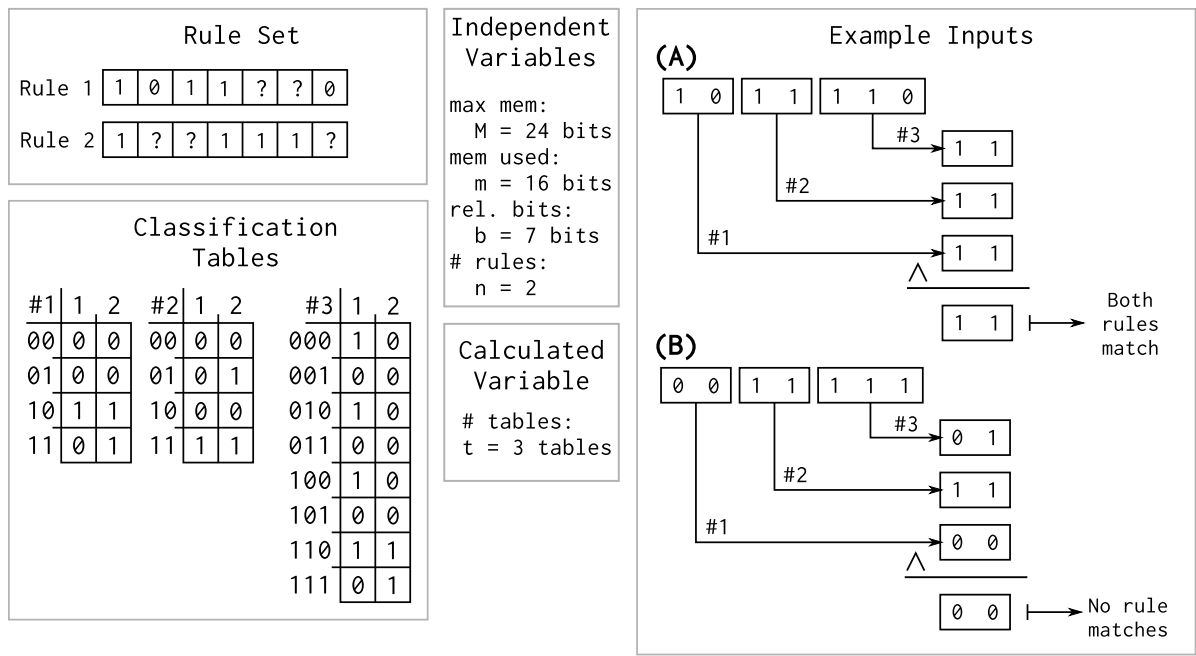 Rule Set
Rule 1 1 0 1 1 ? ? 0
Rule 2 1 ? ? 1 1 1 ?
Classification
Tables
#1 1 2
00 0 0
01 0 0
10 1 1
11 0 1
#2 1 2
00 0 0
01 0 1
10 0 0
11 1 1
#3 1 2
000 1 0
001 0 0
010 1 0
011 0 0
100 1 0
101 0 0
110 1 1
111 0 1
Independent
Variables
max mem:
M = 24 bits
mem used:
m = 16 bits
rel. bits:
b = 7 bits
# rules:
n = 2
Calculated
Variable
# tables:
t = 3 tables
Example Inputs
(A)
1 0 1 1 1 1 0
#3 1 1
#2 1 1
#1 1 1
∧
1 1
Both
rules
match
(B)
0 0 1 1 1 1 1
#3 0 1
#2 1 1
#1 0 0
∧
0 0
No rule
matches